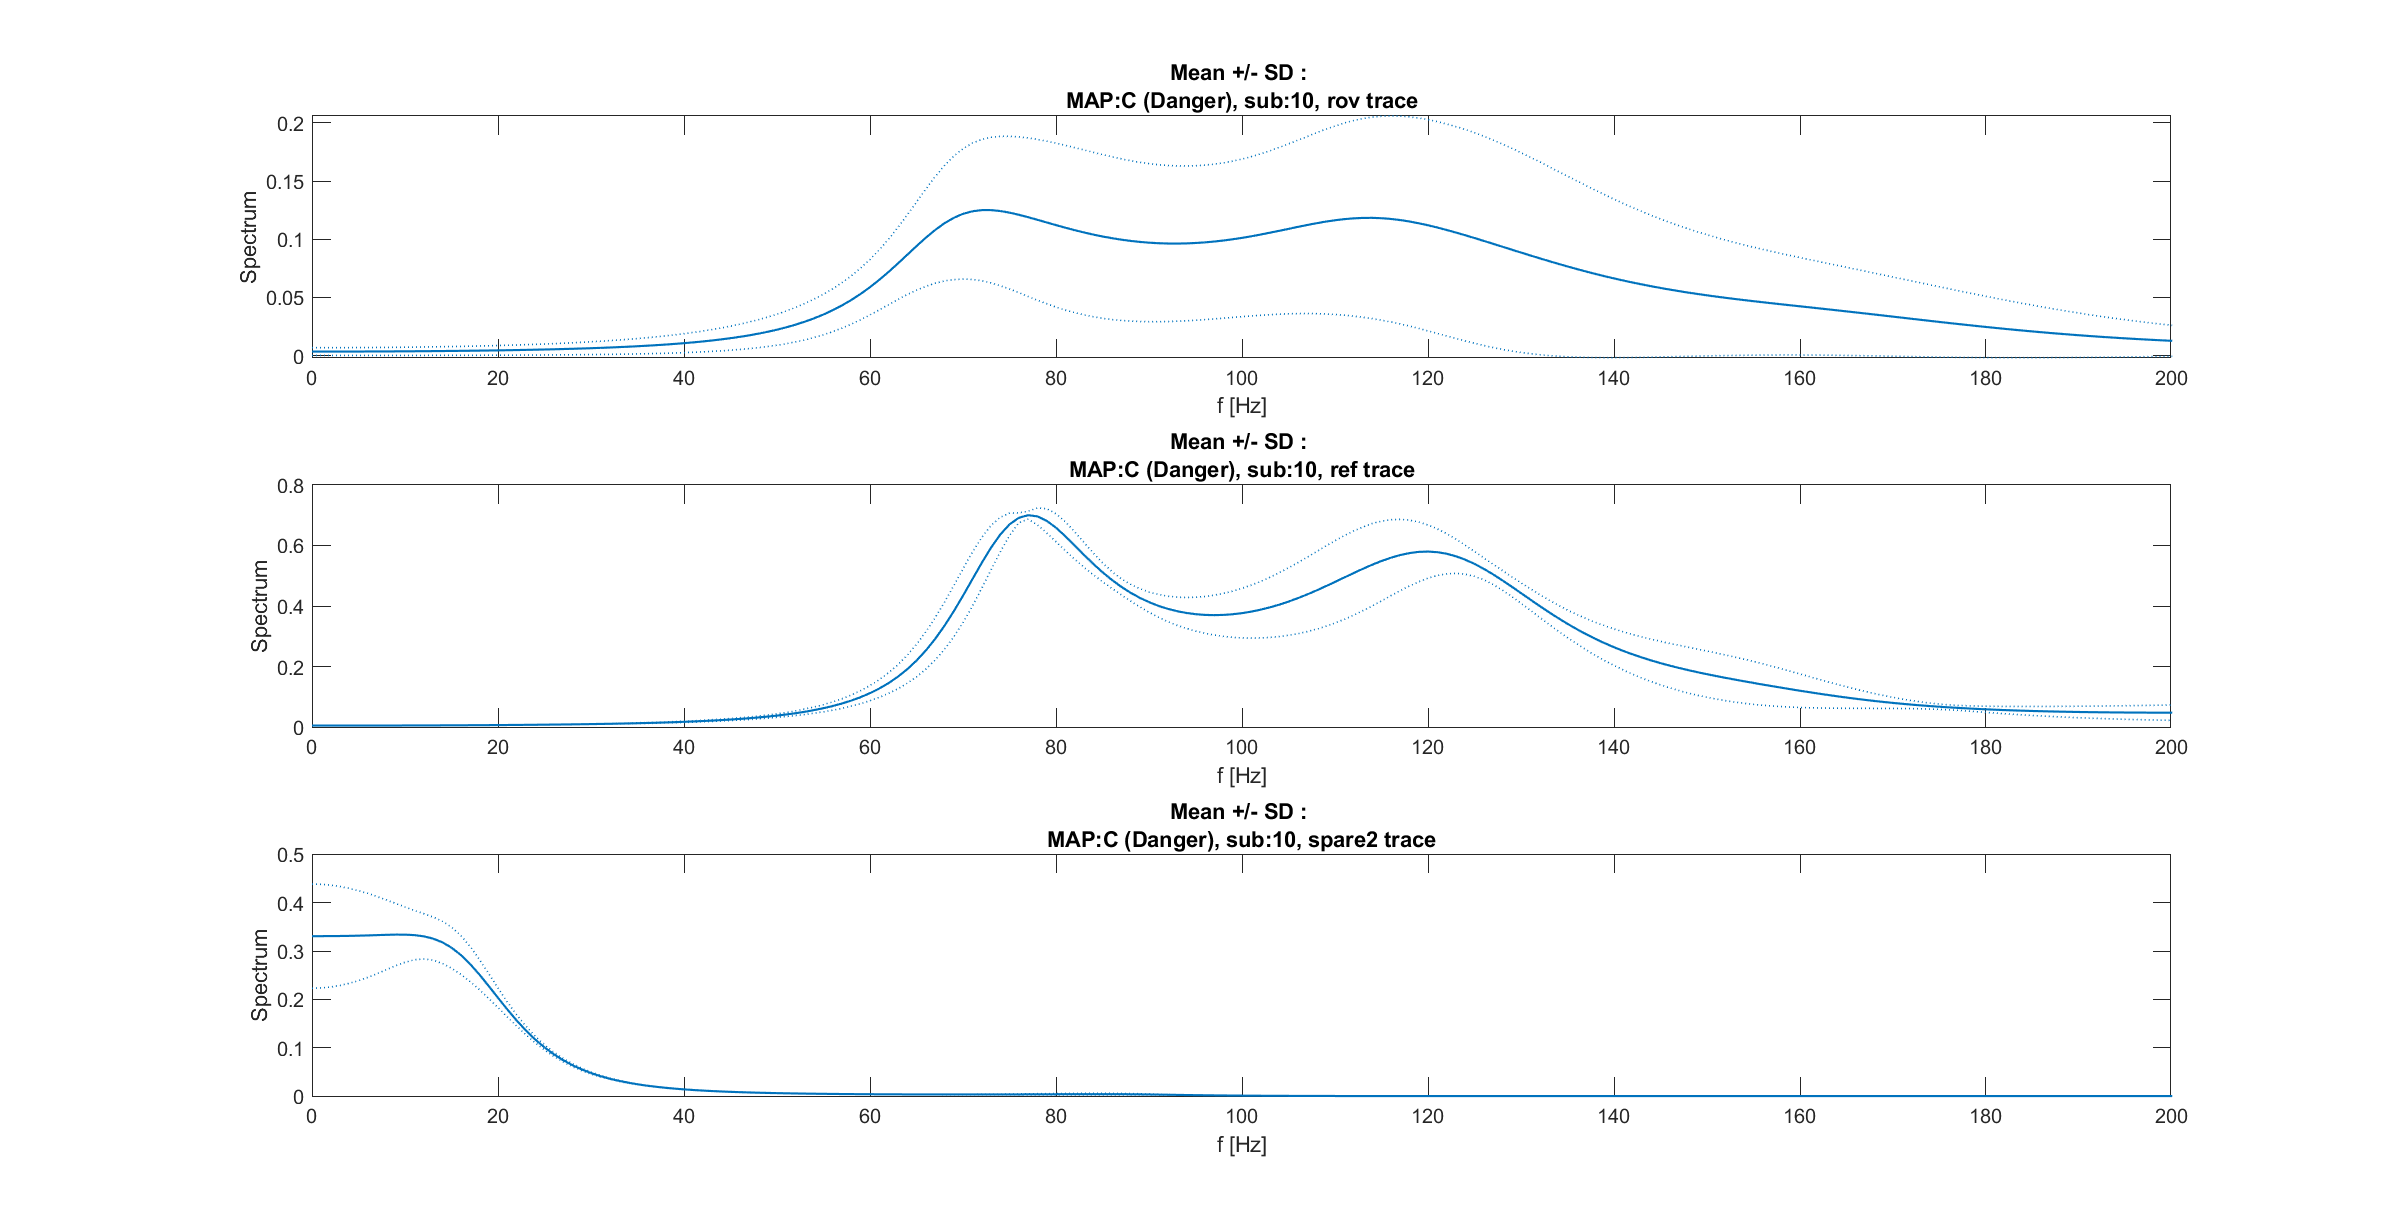 Mean +/- SD :
MAP:C (Danger), sub:10, rov trace
0.2
0.15
0.1
0.05
0
Spectrum
0 20 40 60 80 100 120 140 160 180 200
f [Hz]
Mean +/- SD :
MAP:C (Danger), sub:10, ref trace
0.8
0.6
0.4
0.2
0
Spectrum
0 20 40 60 80 100 120 140 160 180 200
f [Hz]
Mean +/- SD :
MAP:C (Danger), sub:10, spare2 trace
0.5
0.4
0.3
0.2
0.1
0
Spectrum
0 20 40 60 80 100 120 140 160 180 200
f [Hz]